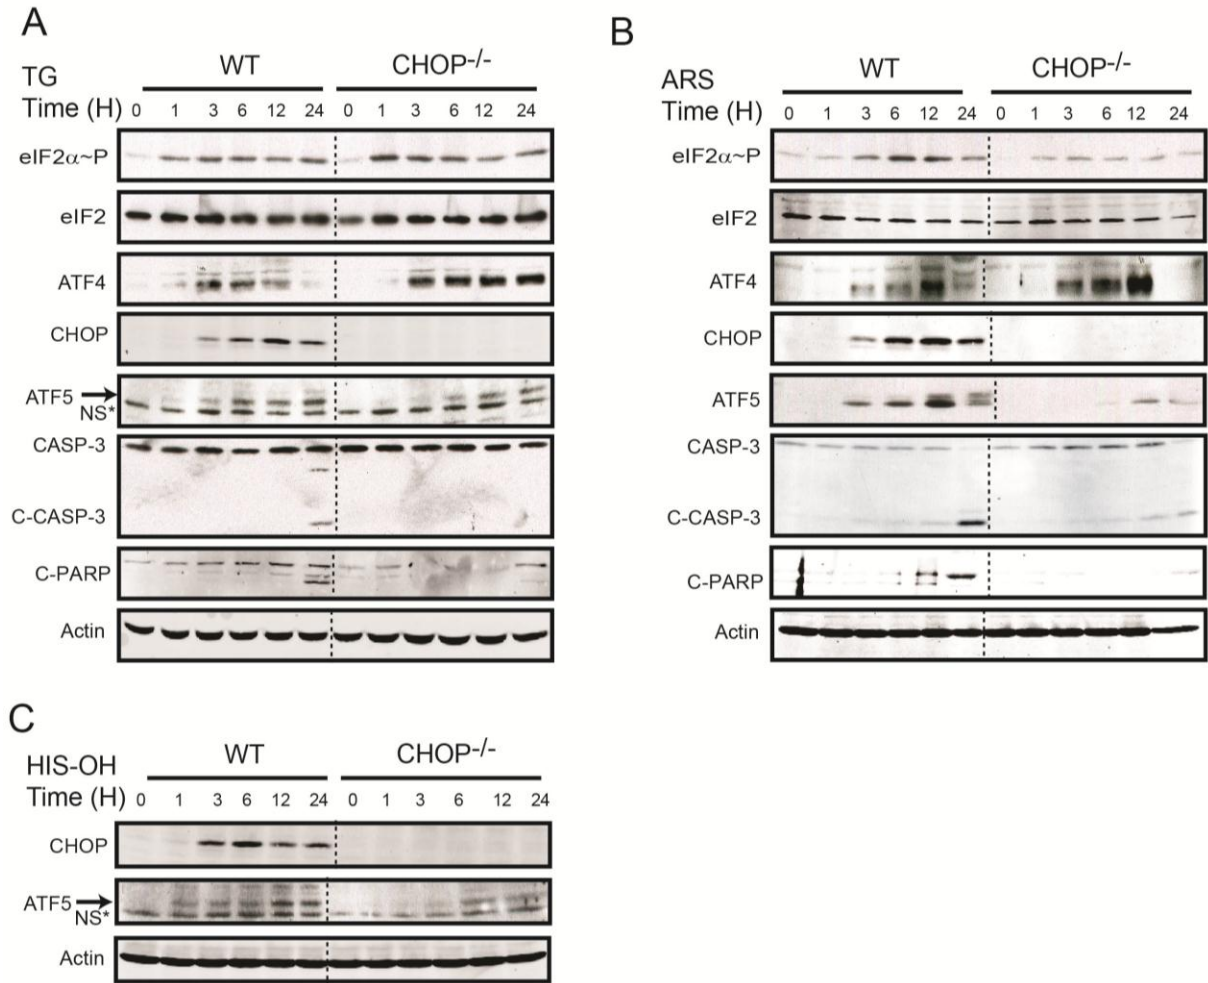 A
WT CHOP-/-
TG
Time (H) 0 1 3 6 12 24 0 1 3 6 12 24
eIF2α~P
eIF2
ATF4
CHOP
ATF5
NS*
CASP-3
C-CASP-3
C-PARP
Actin
B
WT CHOP-/-
ARS
Time (H) 0 1 3 6 12 24 0 1 3 6 12 24
eIF2α~P
eIF2
ATF4
CHOP
ATF5
CASP-3
C-CASP-3
C-PARP
Actin
C
WT CHOP-/-
HIS-OH
Time (H) 0 1 3 6 12 24 0 1 3 6 12 24
CHOP
ATF5
NS*
Actin